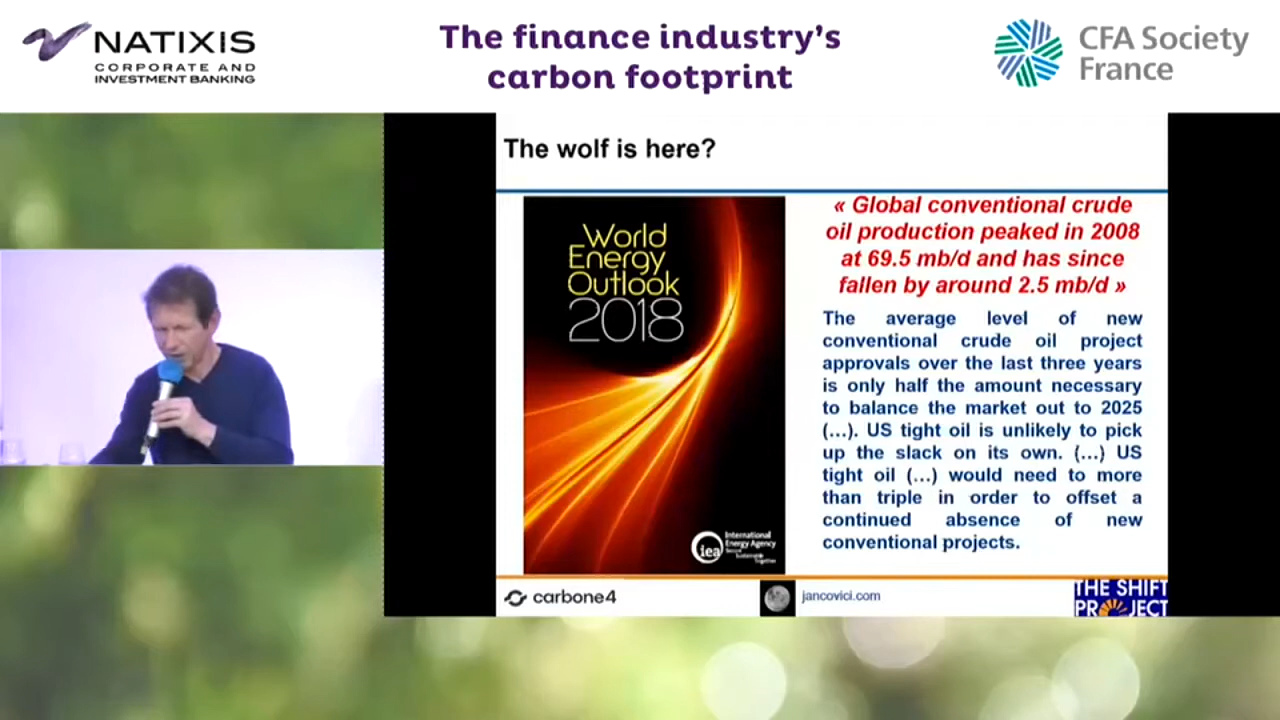 NATIXIS
CORPORATE AND
INVESTMENT BANKING
The finance industry's
carbon footprint
CFA Society
France
The wolf is here?
World
Energy
Outlook
2018
International
Energy Agency
Secure
Sustainable
Together
iea
« Global conventional crude
oil production peaked in 2008
at 69.5 mb/d and has since
fallen by around 2.5 mb/d »
The average level of new
conventional crude oil project
approvals over the last three years
is only half the amount necessary
to balance the market out to 2025
(...). US tight oil is unlikely to pick
up the slack on its own. (...) US
tight oil (...) would need to more
than triple in order to offset a
continued absence of new
conventional projects.
carbone4
jancovici.com
THE SHIFT
PROJECT